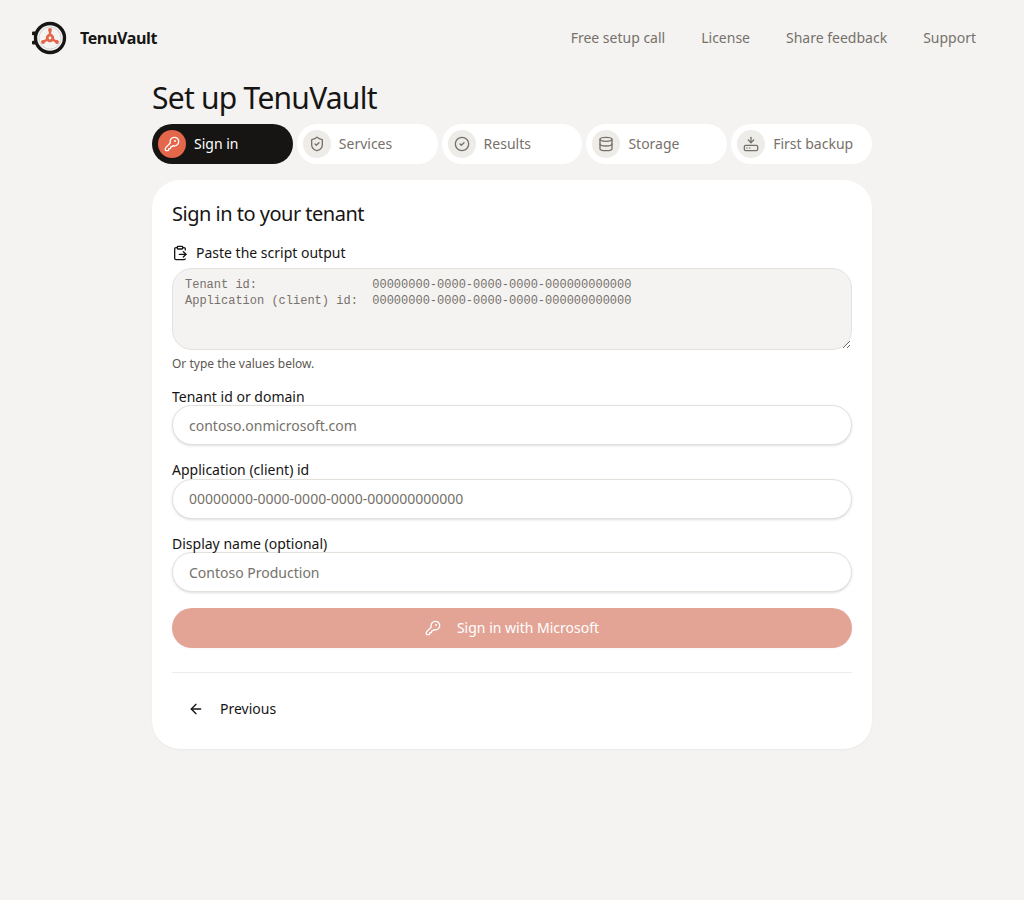 TenuVault
Free setup call
License
Share feedback
Support
Set up TenuVault
Sign in
Services
Results
Storage
First backup
Sign in to your tenant
Paste the script output
Tenant id: 00000000-0000-0000-0000-000000000000
Application (client) id: 00000000-0000-0000-0000-000000000000
Or type the values below.
Tenant id or domain
contoso.onmicrosoft.com
Application (client) id
00000000-0000-0000-0000-000000000000
Display name (optional)
Contoso Production
Sign in with Microsoft
Previous